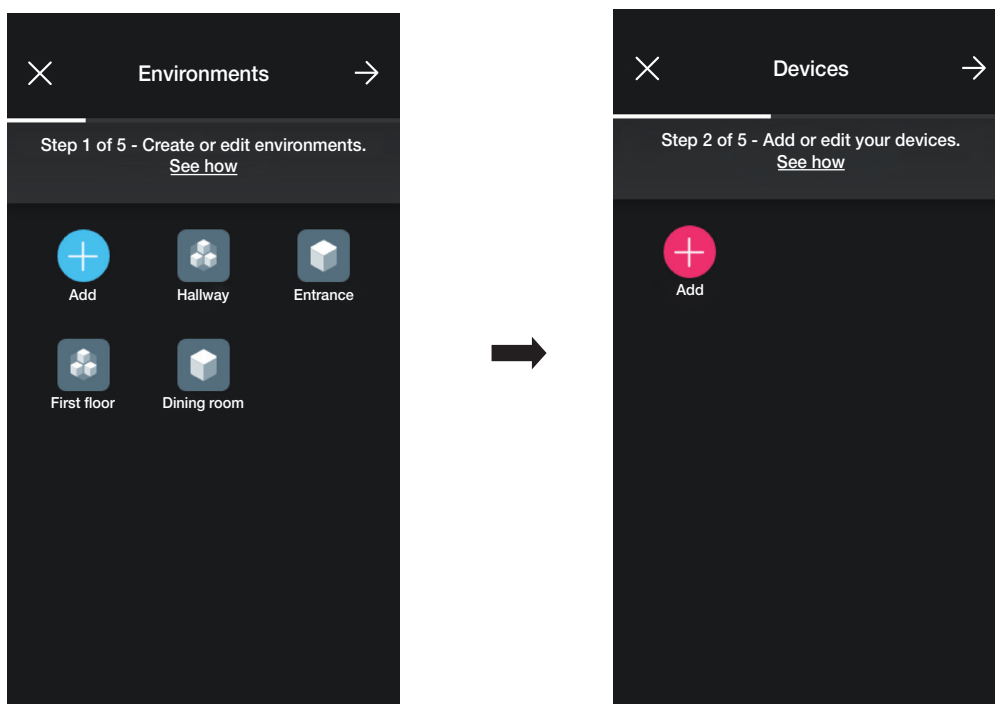 Environments
Step 1 of 5 - Create or edit environments.
See how
Add
Hallway
Entrance
First floor
Dining room
Devices
Step 2 of 5 - Add or edit your devices.
See how
Add